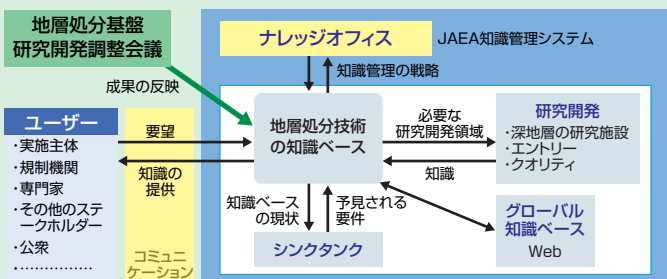 地層処分基盤
研究開発調整会議
成果の反映
ナレッジオフィス
JAEA知識管理システム
知識管理の戦略
ユーザー
・実施主体
・規制機関
・専門家
・その他のステ
ークホルダー
・公衆
・……………
要望
知識の
提供
コミュニ
ケーション
地層処分技術
の知識ベース
必要な
研究開発領域
知識
研究開発
・深地層の研究施設
・エントリー
・クオリティ
知識ベース
の現状
予見される
要件
シンクタンク
グローバル
知識ベース
Web